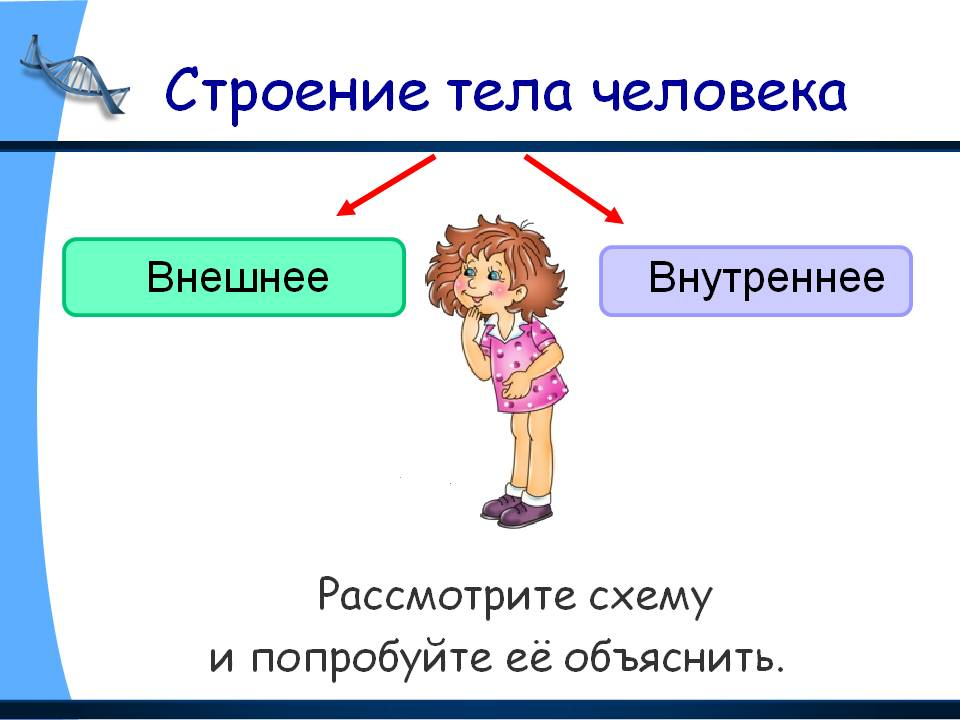 Строение тела человека
Внешнее
Внутреннее
Рассмотрите схему
и попробуйте её объяснить.